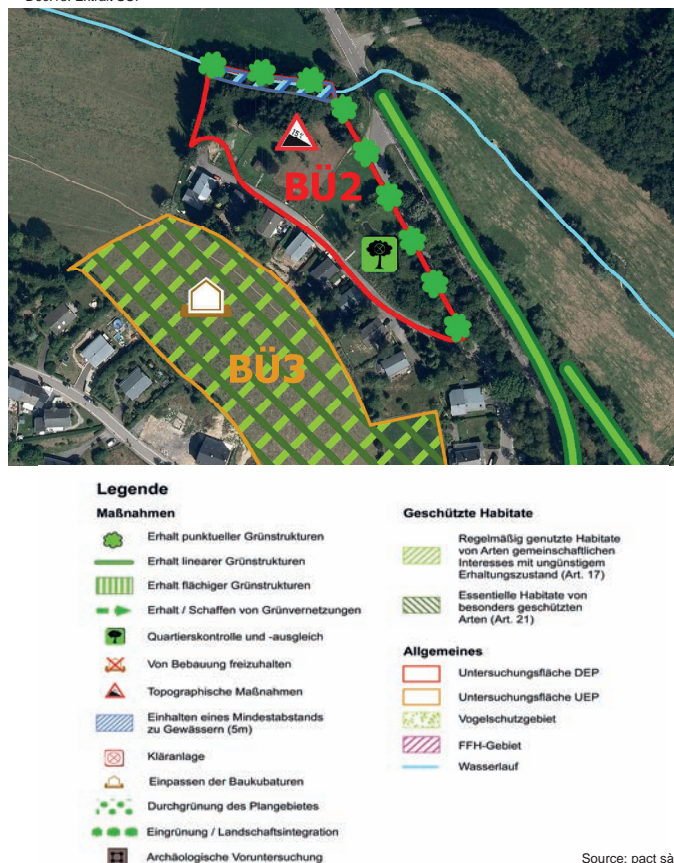 15%
BÜ2
BÜ3
Legende
Maßnahmen
Erhalt punktueller Grünstrukturen
Erhalt linearer Grünstrukturen
Erhalt flächiger Grünstrukturen
Erhalt / Schaffen von Grünvernetzungen
Quartierskontrolle und -ausgleich
Von Bebauung freizuhalten
Topographische Maßnahmen
Einhalten eines Mindestabstands
zu Gewässern (5m)
Kläranlage
Einpassen der Baukubaturen
Durchgrünung des Plangebietes
Eingrünung / Landschaftsintegration
Archäologische Voruntersuchung
Geschützte Habitate
Regelmäßig genutzte Habitate
von Arten gemeinschaftlichen
Interesses mit ungünstigem
Erhaltungszustand (Art. 17)
Essentielle Habitate von
besonders geschützten
Arten (Art. 21)
Allgemeines
Untersuchungsfläche DEP
Untersuchungsfläche UEP
Vogelschutzgebiet
FFH-Gebiet
Wasserlauf
Source: pact sà